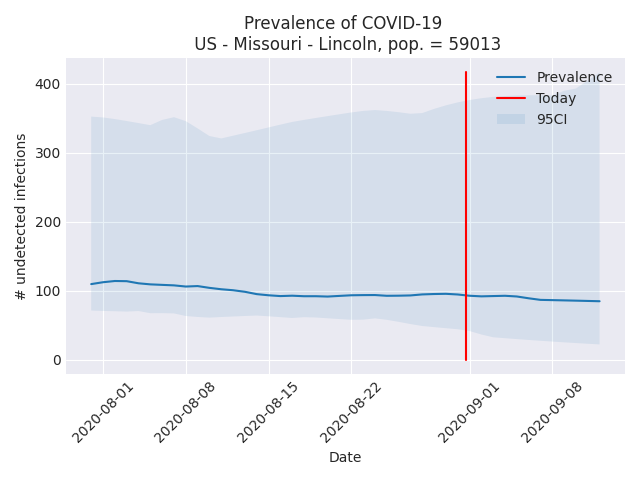 Prevalence of COVID-19
US - Missouri - Lincoln, pop. = 59013
Prevalence
Today
95CI
400
300
200
100
0
# undetected infections
2020-08-01
2020-08-08
2020-08-15
2020-08-22
2020-09-01
2020-09-08
Date